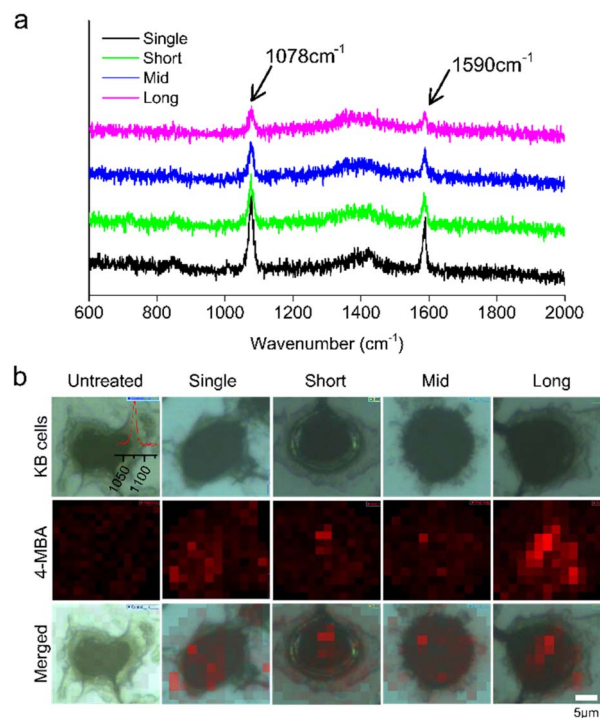 a
Single
Short
Mid
Long
1078cm⁻¹
1590cm⁻¹
600 800 1000 1200 1400 1600 1800 2000
Wavenumber (cm⁻¹)
b
Untreated Single Short Mid Long
KB cells
1050 1100
4-MBA
Merged
5μm